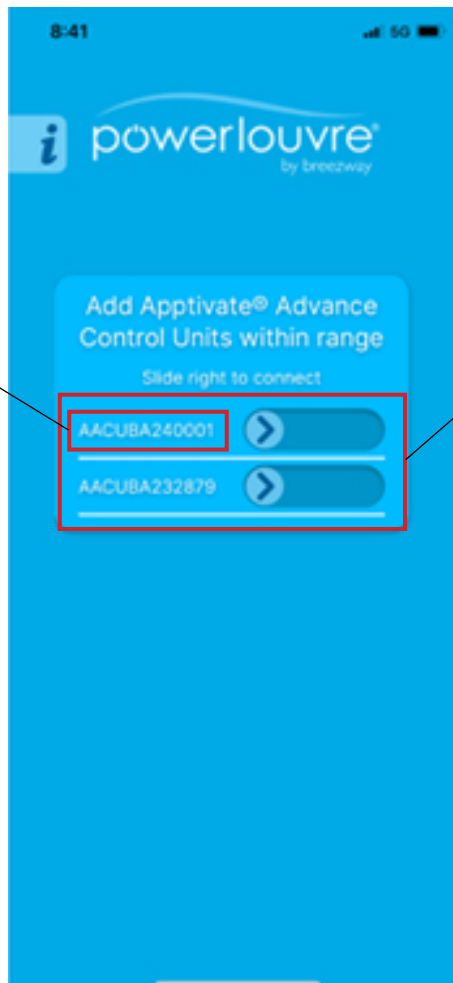 8:41
5G
i
powerlouvre®
by breezway
Add Apptivate® Advance
Control Units within range
Slide right to connect
AACUBA240001
AACUBA232879